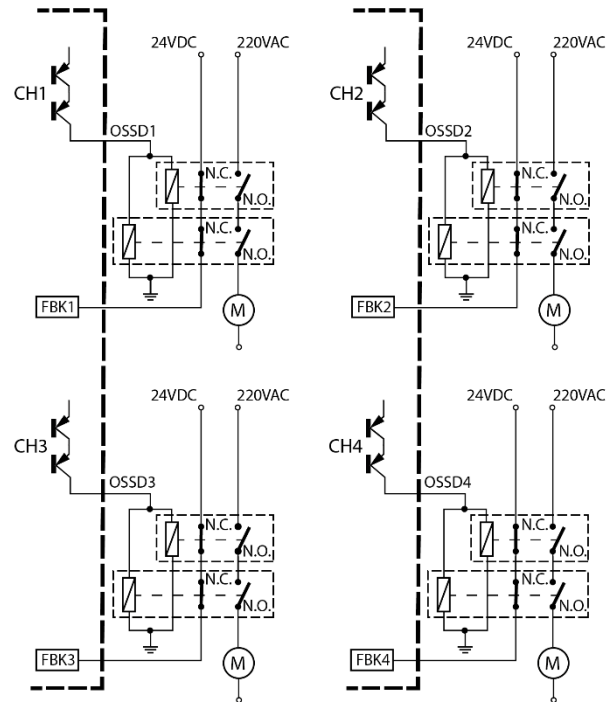 24VDC 220VAC
CH1
OSSD1
N.C.
N.O.
N.C.
N.O.
FBK1
M
24VDC 220VAC
CH2
OSSD2
N.C.
N.O.
N.C.
N.O.
FBK2
M
24VDC 220VAC
CH3
OSSD3
N.C.
N.O.
N.C.
N.O.
FBK3
M
24VDC 220VAC
CH4
OSSD4
N.C.
N.O.
N.C.
N.O.
FBK4
M